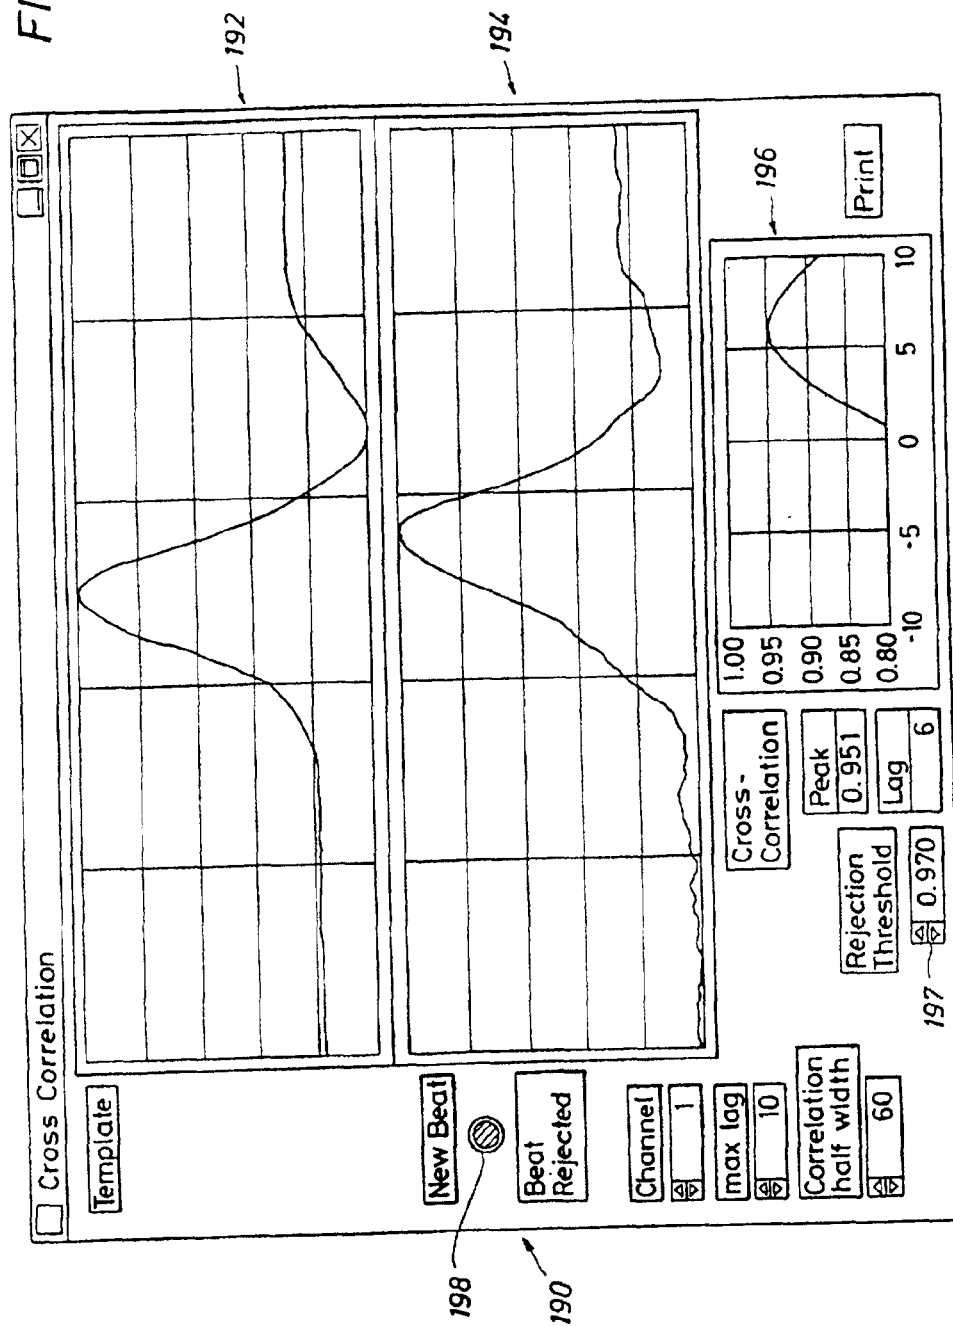 FI
192
194
Cross Correlation
Template
New Beat
198
Beat
Rejected
190
Channel
1
max lag
10
Correlation
half width
60
Rejection
Threshold
0.970
197
Cross-
Correlation
Peak
0.951
Lag
6
1.00
0.95
0.90
0.85
0.80
-10
-5
0
5
10
196
Print